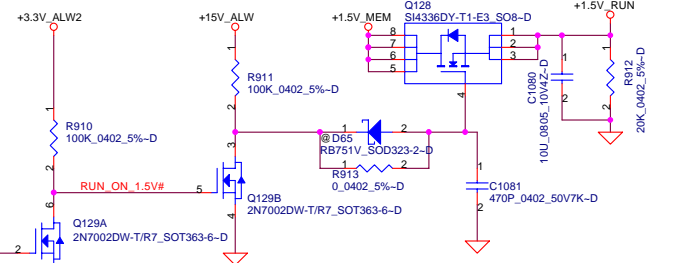 +3.3V_ALW2
+15V_ALW
+1.5V_MEM
Q128
SI4336DY-T1-E3_SO8~D
+1.5V_RUN
8
7
6
5
1
2
3
4
1
R911
100K_0402_5%~D
2
1
C1080
10U_0805_10V4Z~D
2
1
R912
20K_0402_5%~D
2
1
R910
100K_0402_5%~D
2
1
@D65
2
RB751V_SOD323-2~D
1
2
R913
0_0402_5%~D
1
C1081
470P_0402_50V7K~D
2
RUN_ON_1.5V#
5
3
Q129B
2N7002DW-T/R7_SOT363-6~D
4
6
Q129A
2N7002DW-T/R7_SOT363-6~D
2